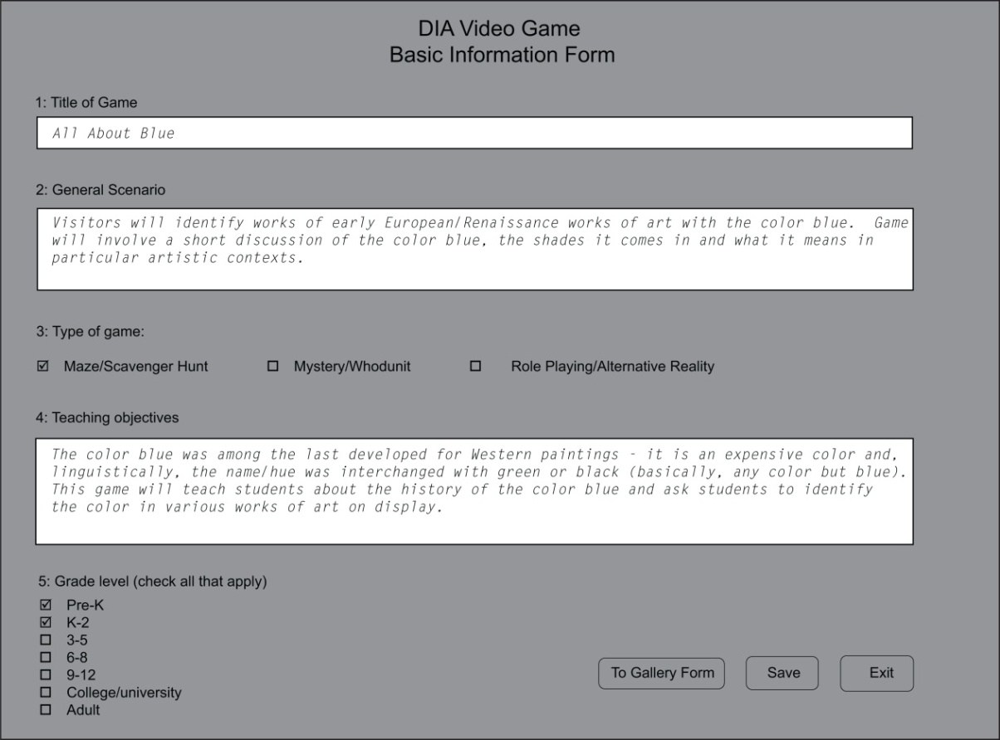 DIA Video Game
Basic Information Form
1: Title of Game
All About Blue
2: General Scenario
Visitors will identify works of early European/Renaissance works of art with the color blue.  Game
will involve a short discussion of the color blue, the shades it comes in and what it means in
particular artistic contexts.
3: Type of game:
☑ Maze/Scavenger Hunt ☐ Mystery/Whodunit ☐ Role Playing/Alternative Reality
4: Teaching objectives
The color blue was among the last developed for Western paintings - it is an expensive color and,
linguistically, the name/hue was interchanged with green or black (basically, any color but blue).
This game will teach students about the history of the color blue and ask students to identify
the color in various works of art on display.
5: Grade level (check all that apply)
☑ Pre-K
☑ K-2
☐ 3-5
☐ 6-8
☐ 9-12
☐ College/university
☐ Adult
To Gallery Form Save Exit